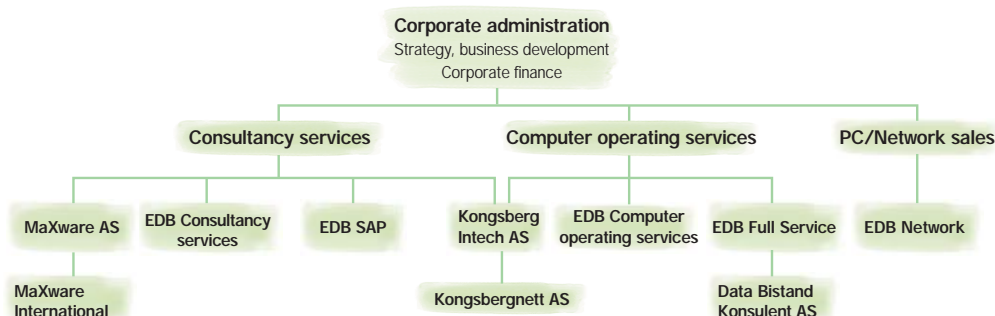 Corporate administration
Strategy, business development
Corporate finance
Consultancy services
Computer operating services
PC/Network sales
MaXware AS
EDB Consultancy
services
EDB SAP
Kongsberg
Intech AS
EDB Computer
operating services
EDB Full Service
EDB Network
MaXware
International
Kongsbergnett AS
Data Bistand
Konsulent AS